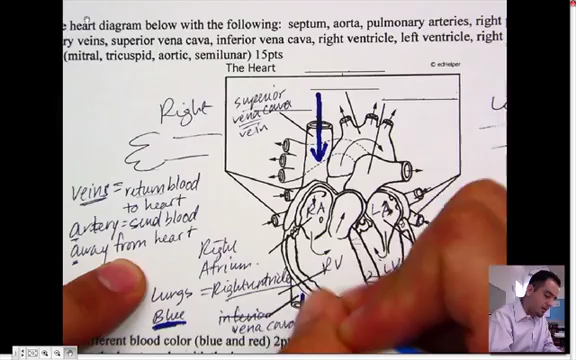 e heart diagram below with the following: septum, aorta, pulmonary arteries, right
ry veins, superior vena cava, inferior vena cava, right ventricle, left ventricle, right
(mitral, tricuspid, aortic, semilunar) 15pts
The Heart
© edHelper
superior
vena cava
vein
Right
veins = return blood
to heart
artery = send blood
away from heart
RA
LA
Right
Atrium
RV
LV
Lungs = Right ventricle
Blue
inferior
vena cava
fferent blood color (blue and red) 2p